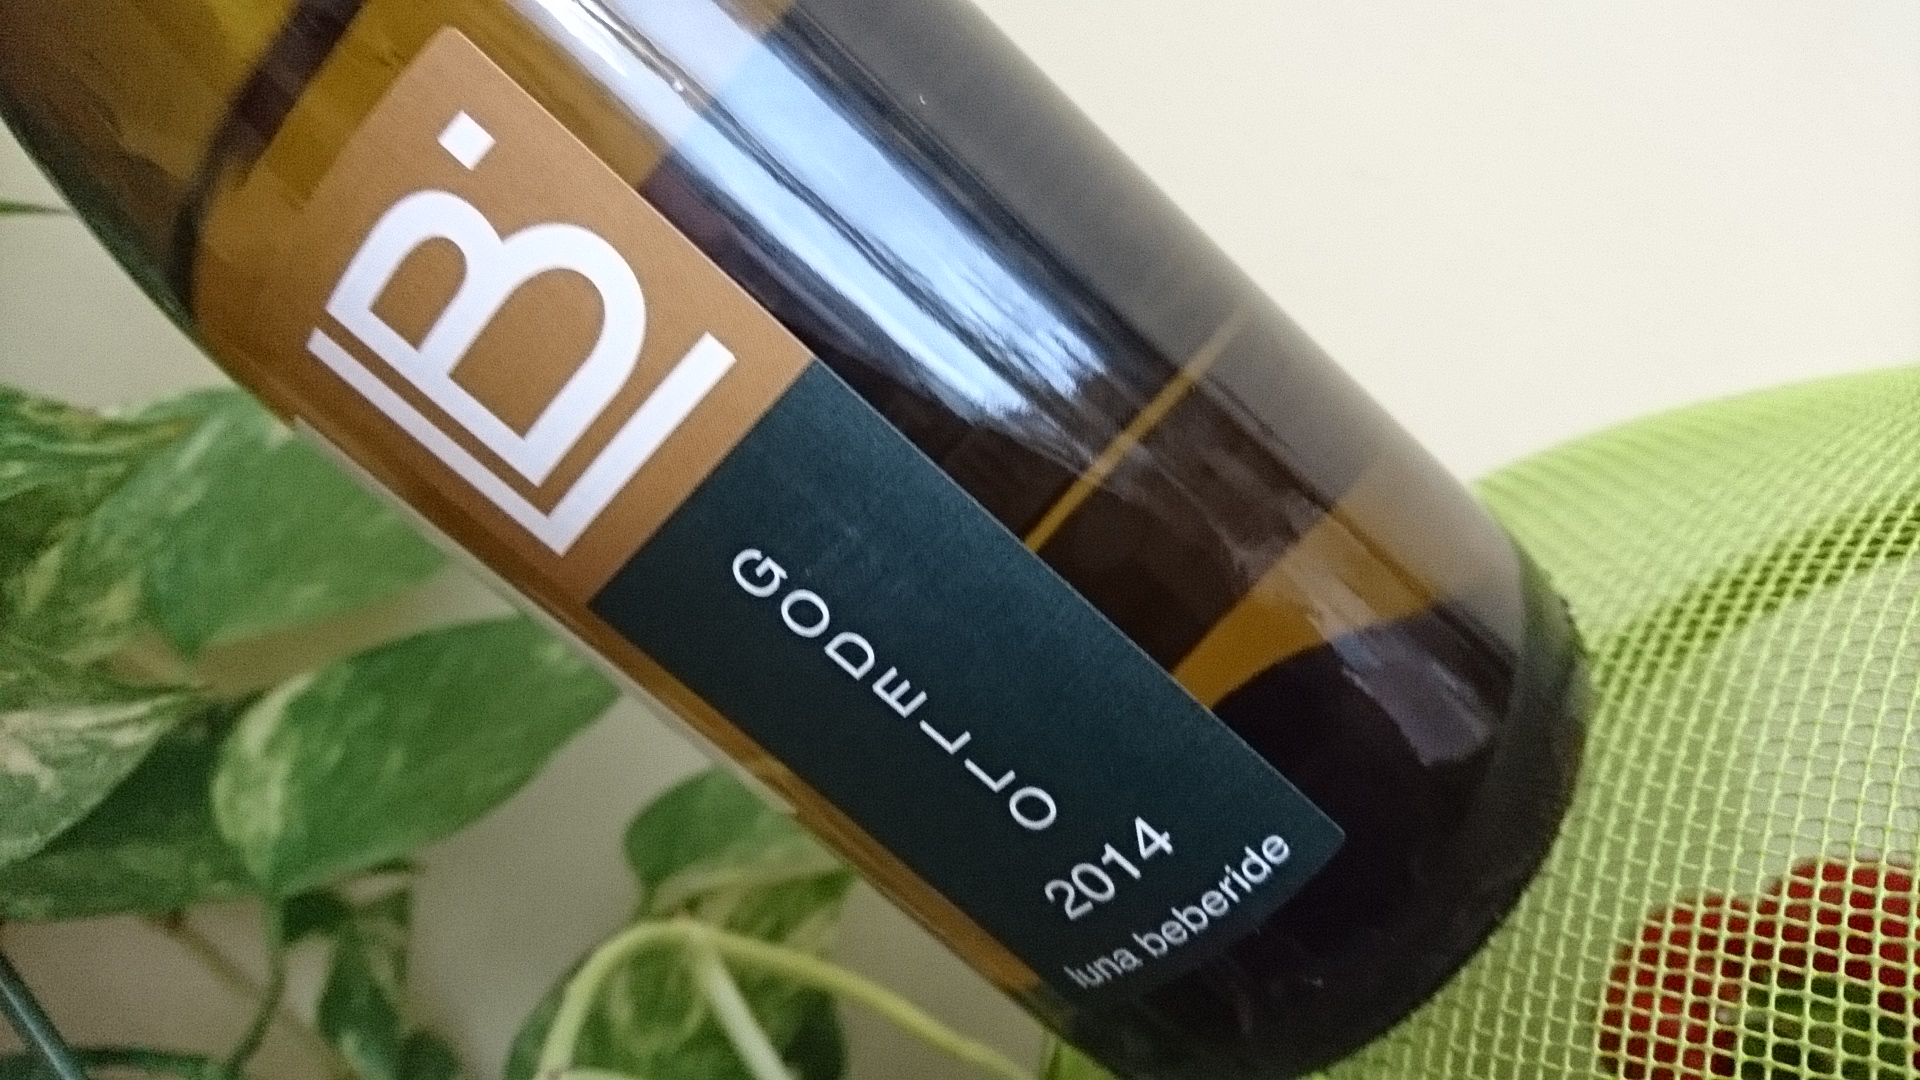 LB.
GODELLO
2014
luna beberide